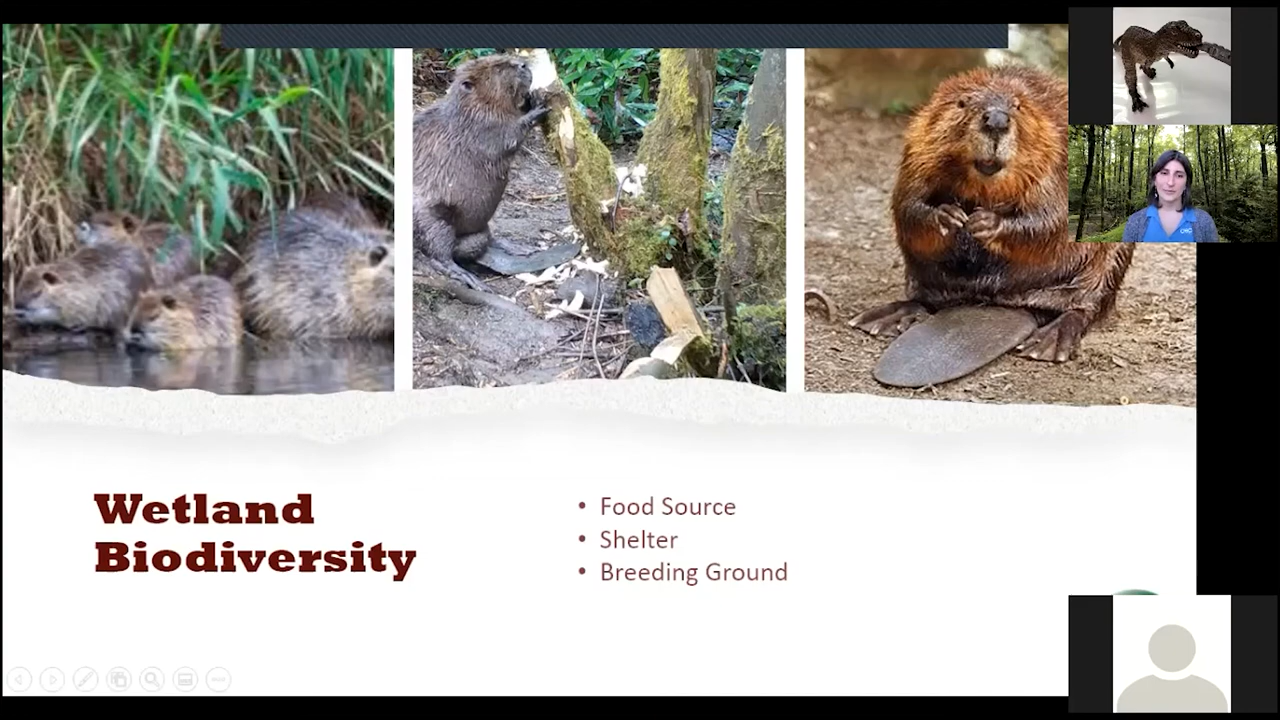 Wetland
Biodiversity
• Food Source
• Shelter
• Breeding Ground